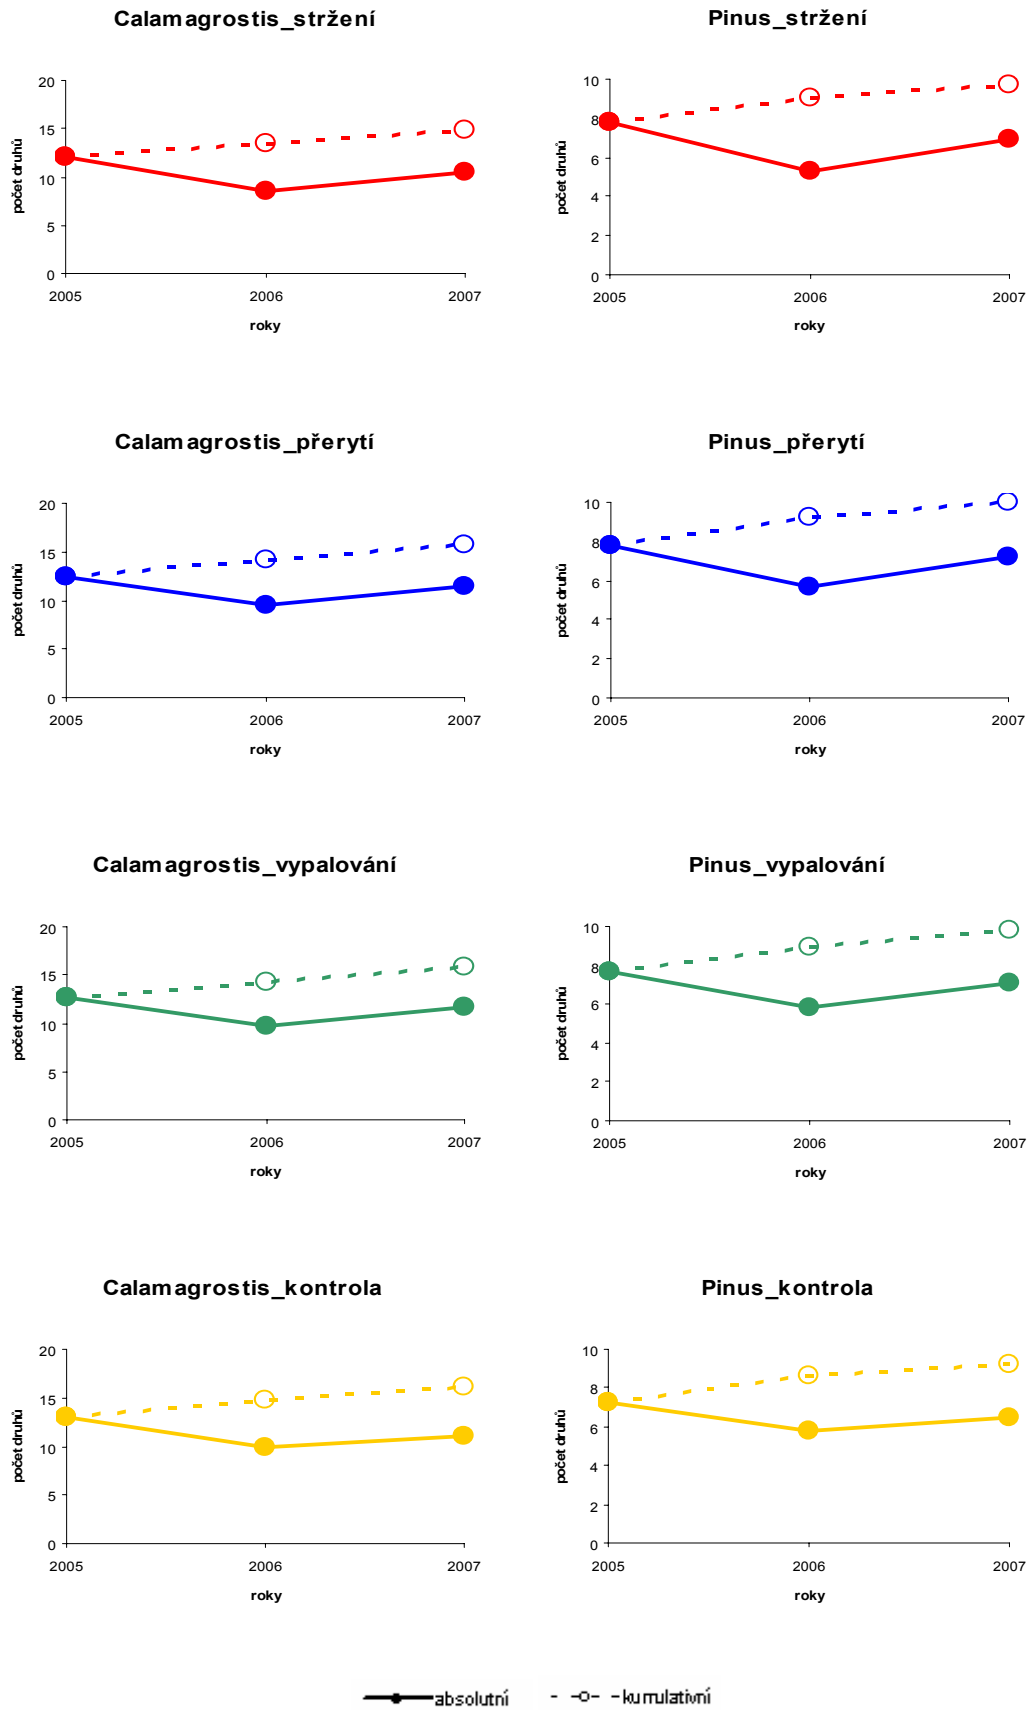 Calamagrostis_stržení
Pinus_stržení
20
15
10
5
0
počet druhů
2005
2006
2007
roky
10
8
6
4
2
0
počet druhů
2005
2006
2007
roky
Calamagrostis_přerytí
Pinus_přerytí
20
15
10
5
0
počet druhů
2005
2006
2007
roky
10
8
6
4
2
0
počet druhů
2005
2006
2007
roky
Calamagrostis_vypalování
Pinus_vypalování
20
15
10
5
0
počet druhů
2005
2006
2007
roky
10
8
6
4
2
0
počet druhů
2005
2006
2007
roky
Calamagrostis_kontrola
Pinus_kontrola
20
15
10
5
0
počet druhů
2005
2006
2007
roky
10
8
6
4
2
0
počet druhů
2005
2006
2007
roky
absolutní
kumulativní